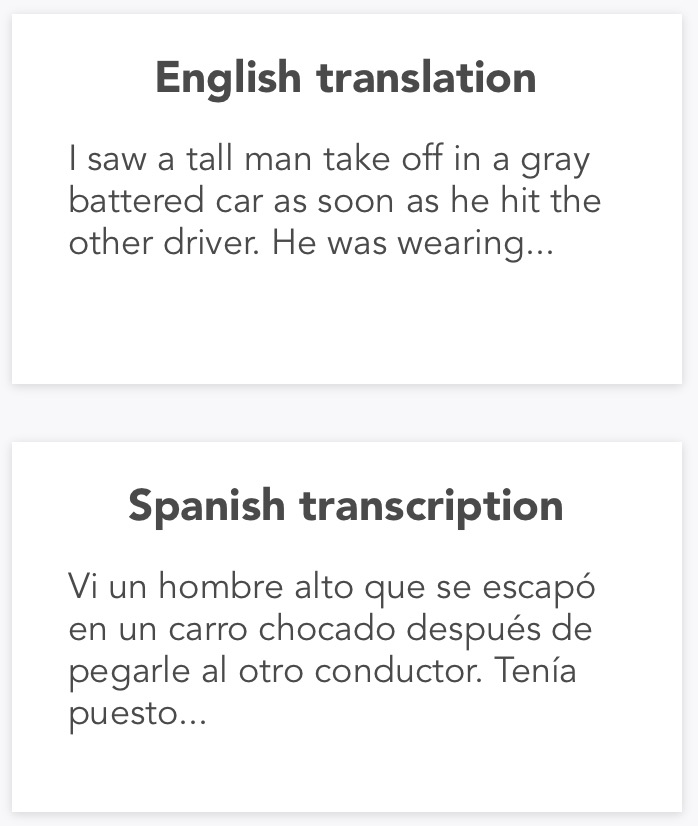 English translation
I saw a tall man take off in a gray
battered car as soon as he hit the
other driver. He was wearing...
Spanish transcription
Vi un hombre alto que se escapó
en un carro chocado después de
pegarle al otro conductor. Tenía
puesto...